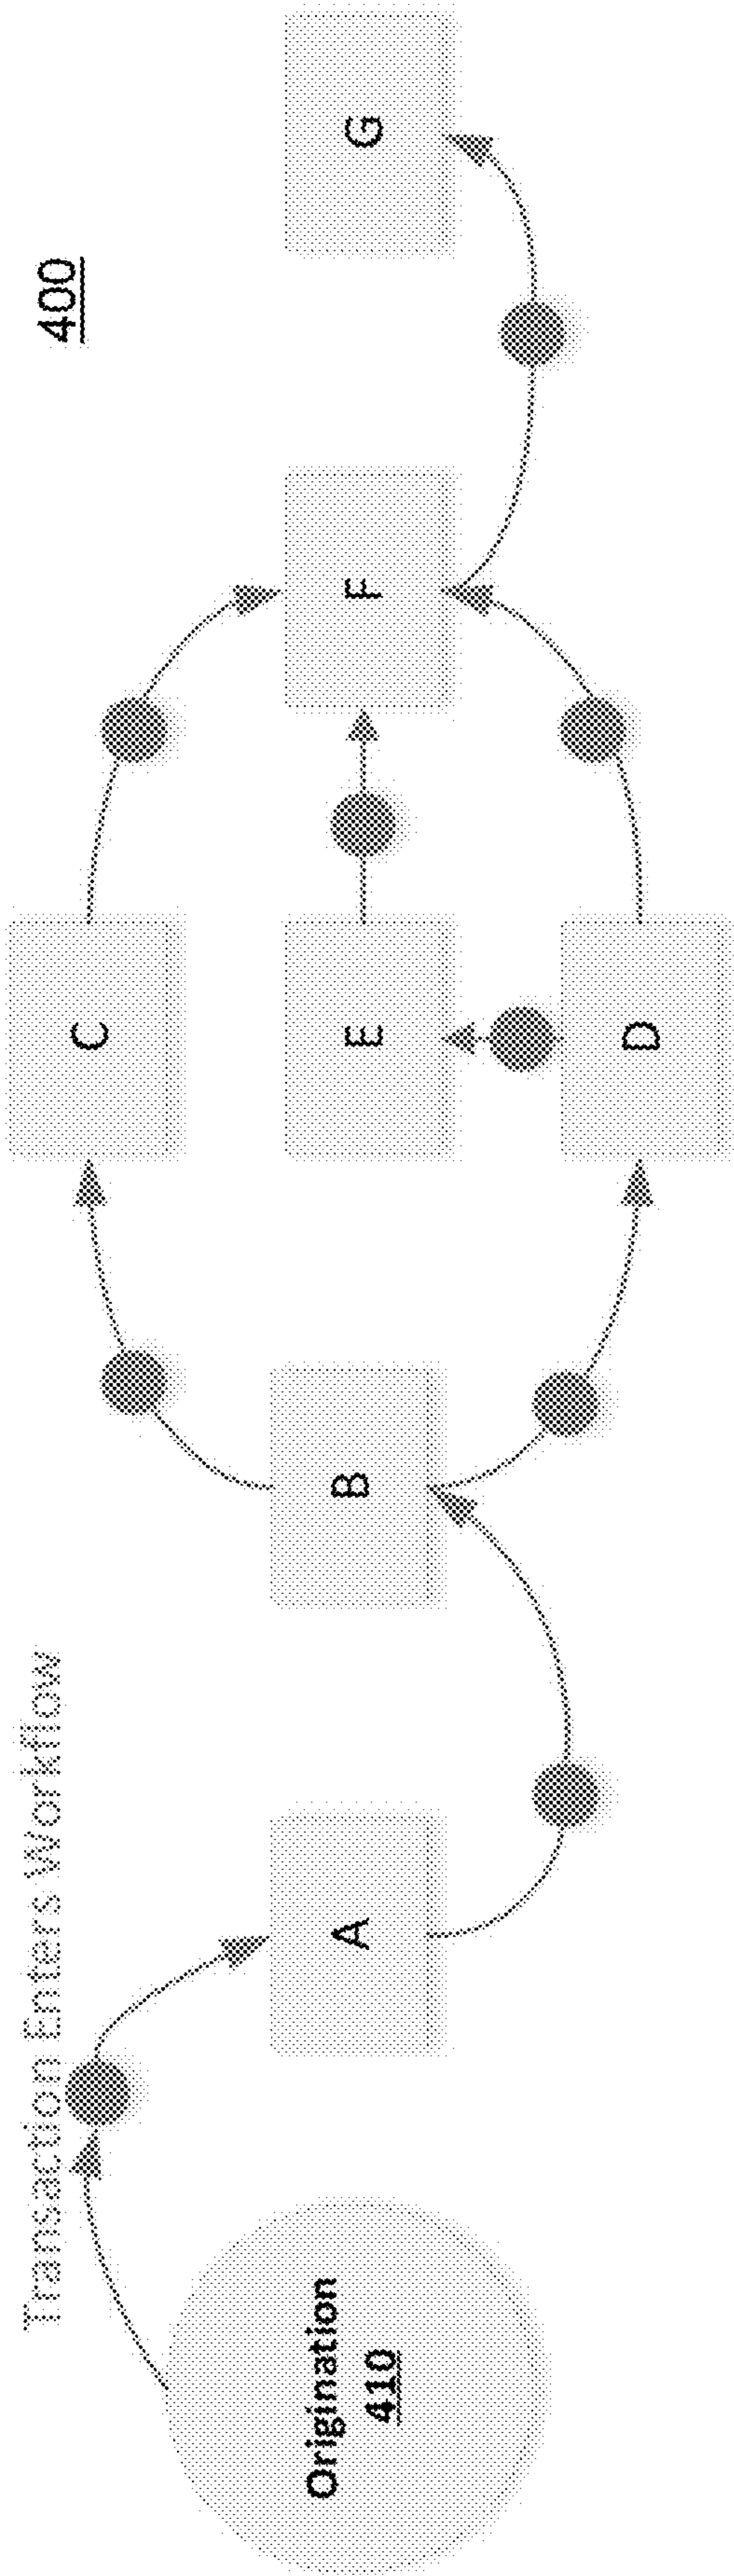 400
Transaction Enters Workflow
Origination
410
A
B
C
E
D
F
G